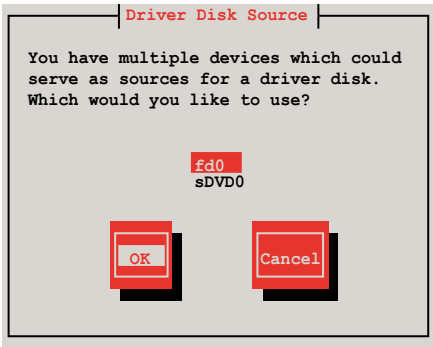 Driver Disk Source
You have multiple devices which could
serve as sources for a driver disk.
Which would you like to use?
fd0
sDVD0
OK Cancel